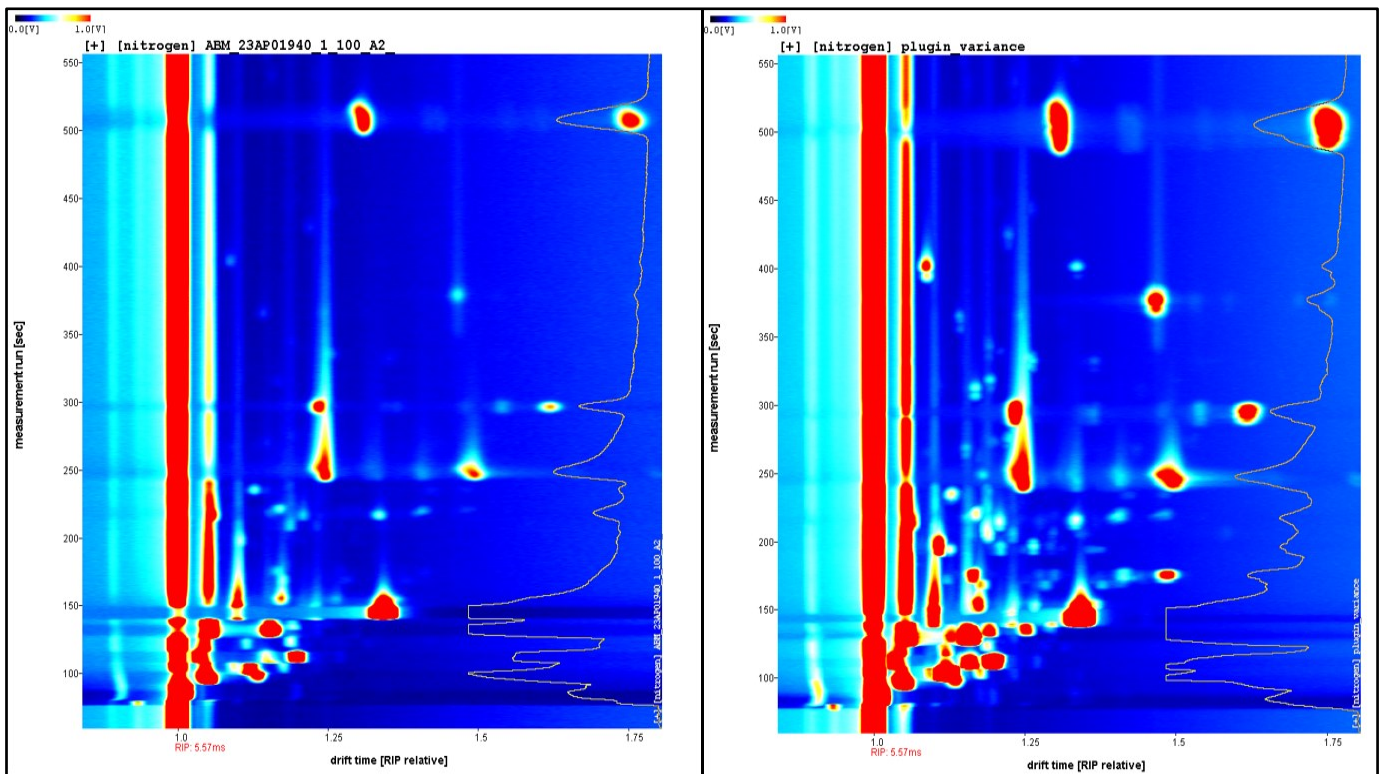 0.0[V] 1.0[V]
[+] [nitrogen] ABM_23AP01940_1_100_A2_
550
500
450
400
350
300
250
200
150
100
measurement run [sec]
[+] [nitrogen] ABM_23AP01940_1_100_A2
1.0 1.25 1.5 1.75
RIP: 5.57ms
drift time [RIP relative]
0.0[V] 1.0[V]
[+] [nitrogen] plugin_variance
550
500
450
400
350
300
250
200
150
100
measurement run [sec]
[+] [nitrogen] plugin_variance
1.0 1.25 1.5 1.75
RIP: 5.57ms
drift time [RIP relative]